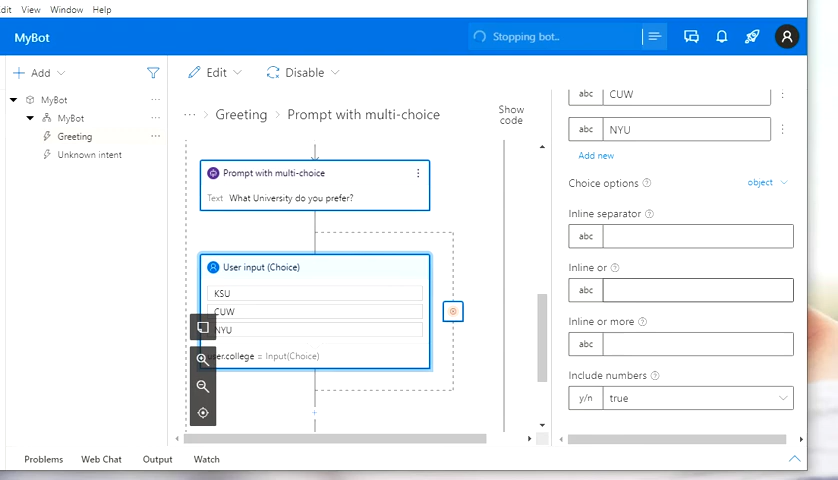 dit View Window Help
MyBot
Stopping bot..
Add
Edit
Disable
MyBot
MyBot
Greeting
Unknown intent
... > Greeting > Prompt with multi-choice
Show
code
Prompt with multi-choice
Text What University do you prefer?
User input (Choice)
KSU
CUW
NYU
user.college = Input(Choice)
abc CUW
abc NYU
Add new
Choice options
object
Inline separator
abc
Inline or
abc
Inline or more
abc
Include numbers
y/n true
Problems Web Chat Output Watch